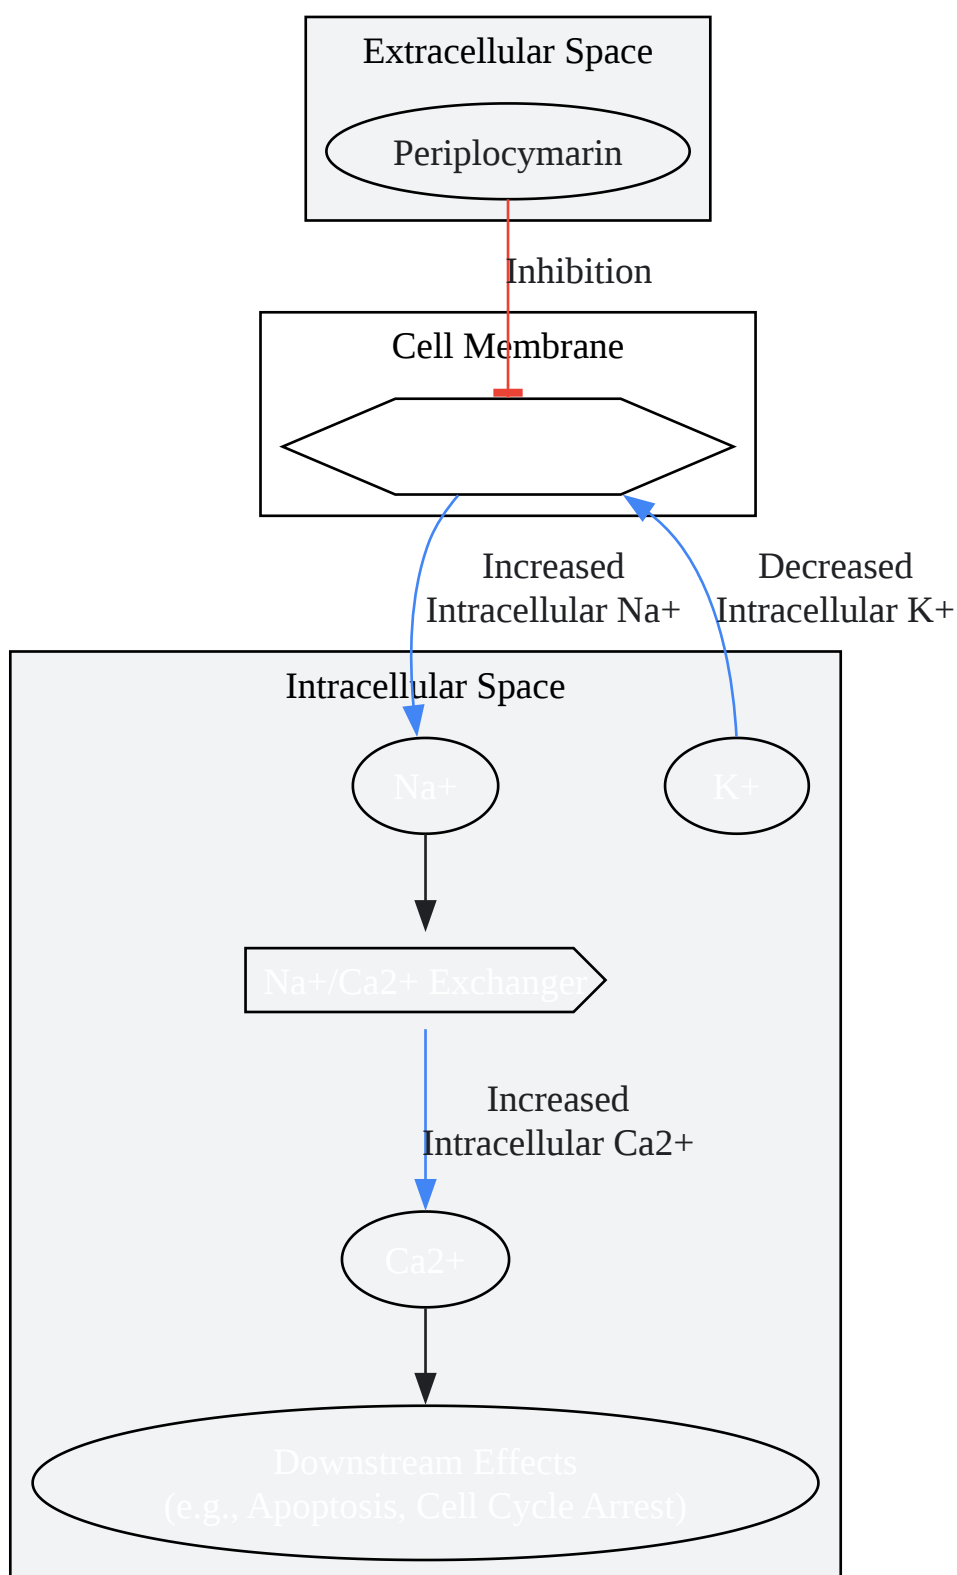 Extracellular Space
Periplocymarin
Inhibition
Cell Membrane
Increased
Intracellular Na+
Decreased
Intracellular K+
Intracellular Space
Na+
K+
Na+/Ca2+ Exchanger
Increased
Intracellular Ca2+
Ca2+
Downstream Effects
(e.g., Apoptosis, Cell Cycle Arrest)